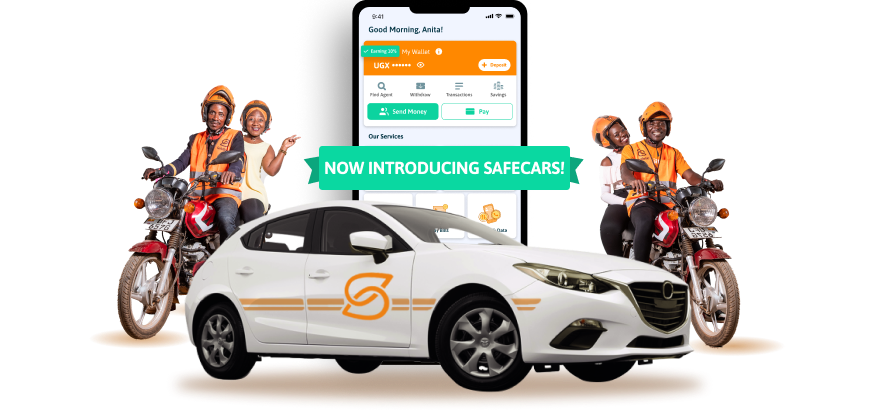 9:41
Good Morning, Anita!
Earning 10%
My Wallet
UGX ••••••
Deposit
Find Agent
Withdraw
Transactions
Savings
Send Money
Pay
Our Services
NOW INTRODUCING SAFECARS!
Data